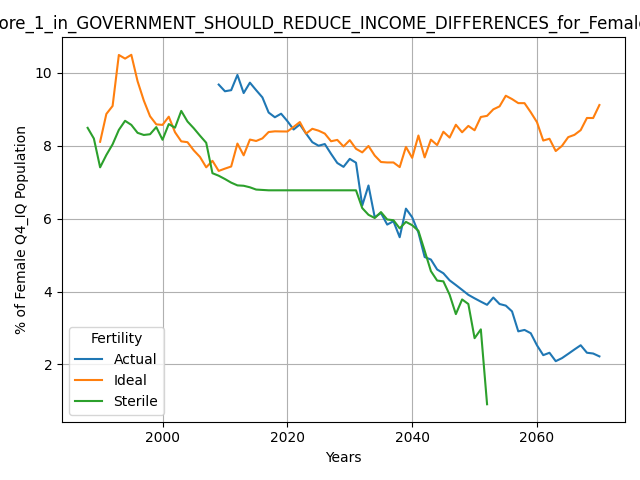 ore_1_in_GOVERNMENT_SHOULD_REDUCE_INCOME_DIFFERENCES_for_Female
% of Female Q4_IQ Population
10
8
6
4
2
Fertility
Actual
Ideal
Sterile
2000
2020
2040
2060
Years